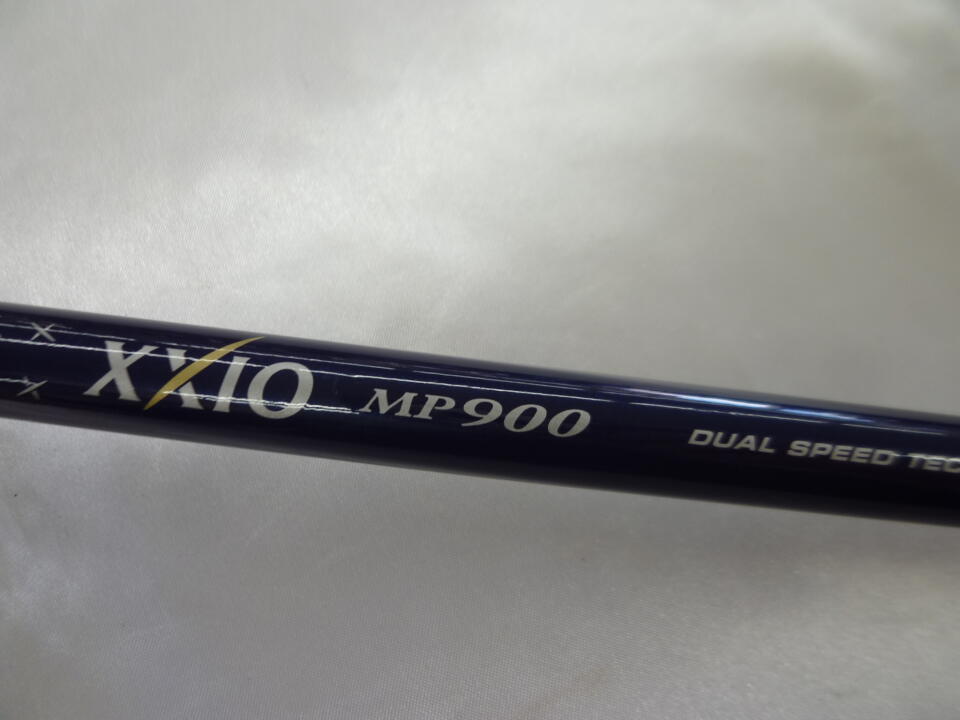 XXIO MP900 DUAL SPEED TEC